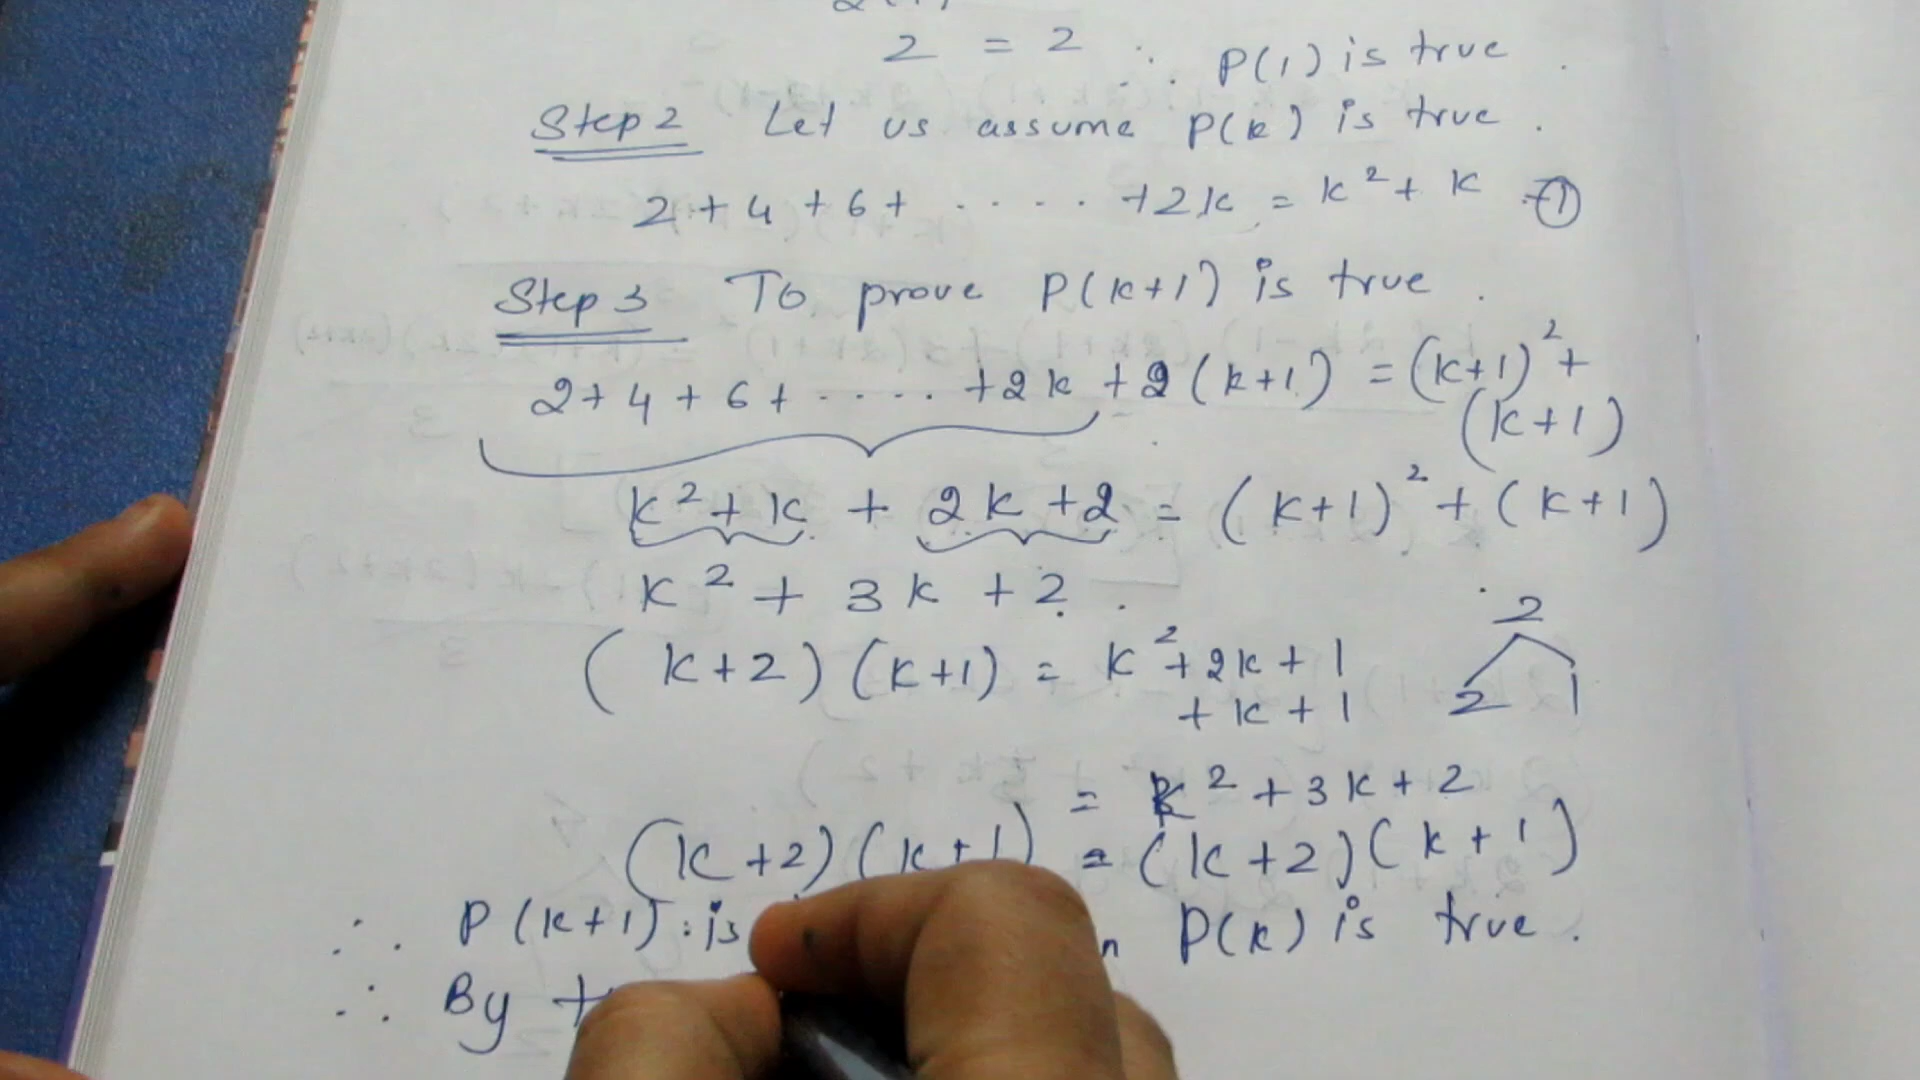 2 = 2 ∴ P(1) is true.
Step 2 Let us assume P(k) is true.
2 + 4 + 6 + ..... + 2k = k² + k -①
Step 3 To prove P(k+1) is true.
2 + 4 + 6 + ..... + 2k + 2(k+1) = (k+1)² +
(k+1)
k² + k + 2k + 2 = (k+1)² + (k+1)
k² + 3k + 2.
2
(k+2)(k+1) = k² + 2k + 1
+ k + 1
2 1
= k² + 3k + 2
(k+2)(k+1) = (k+2)(k+1)
∴ P(k+1) is P(k) is true.
∴ By